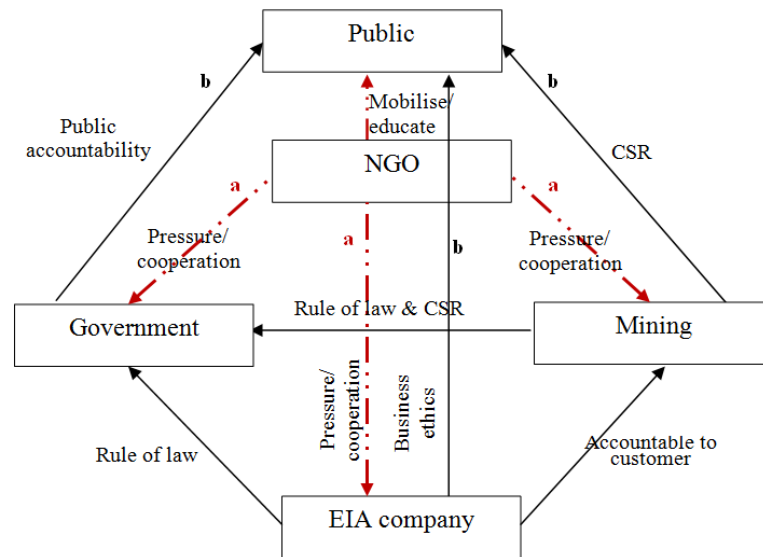 Public
b
b
Mobilise/
educate
Public
accountability
CSR
NGO
a
a
Pressure/
cooperation
a
b
Pressure/
cooperation
Government
Rule of law & CSR
Mining
Pressure/
cooperation
Business
ethics
Rule of law
Accountable to
customer
EIA company